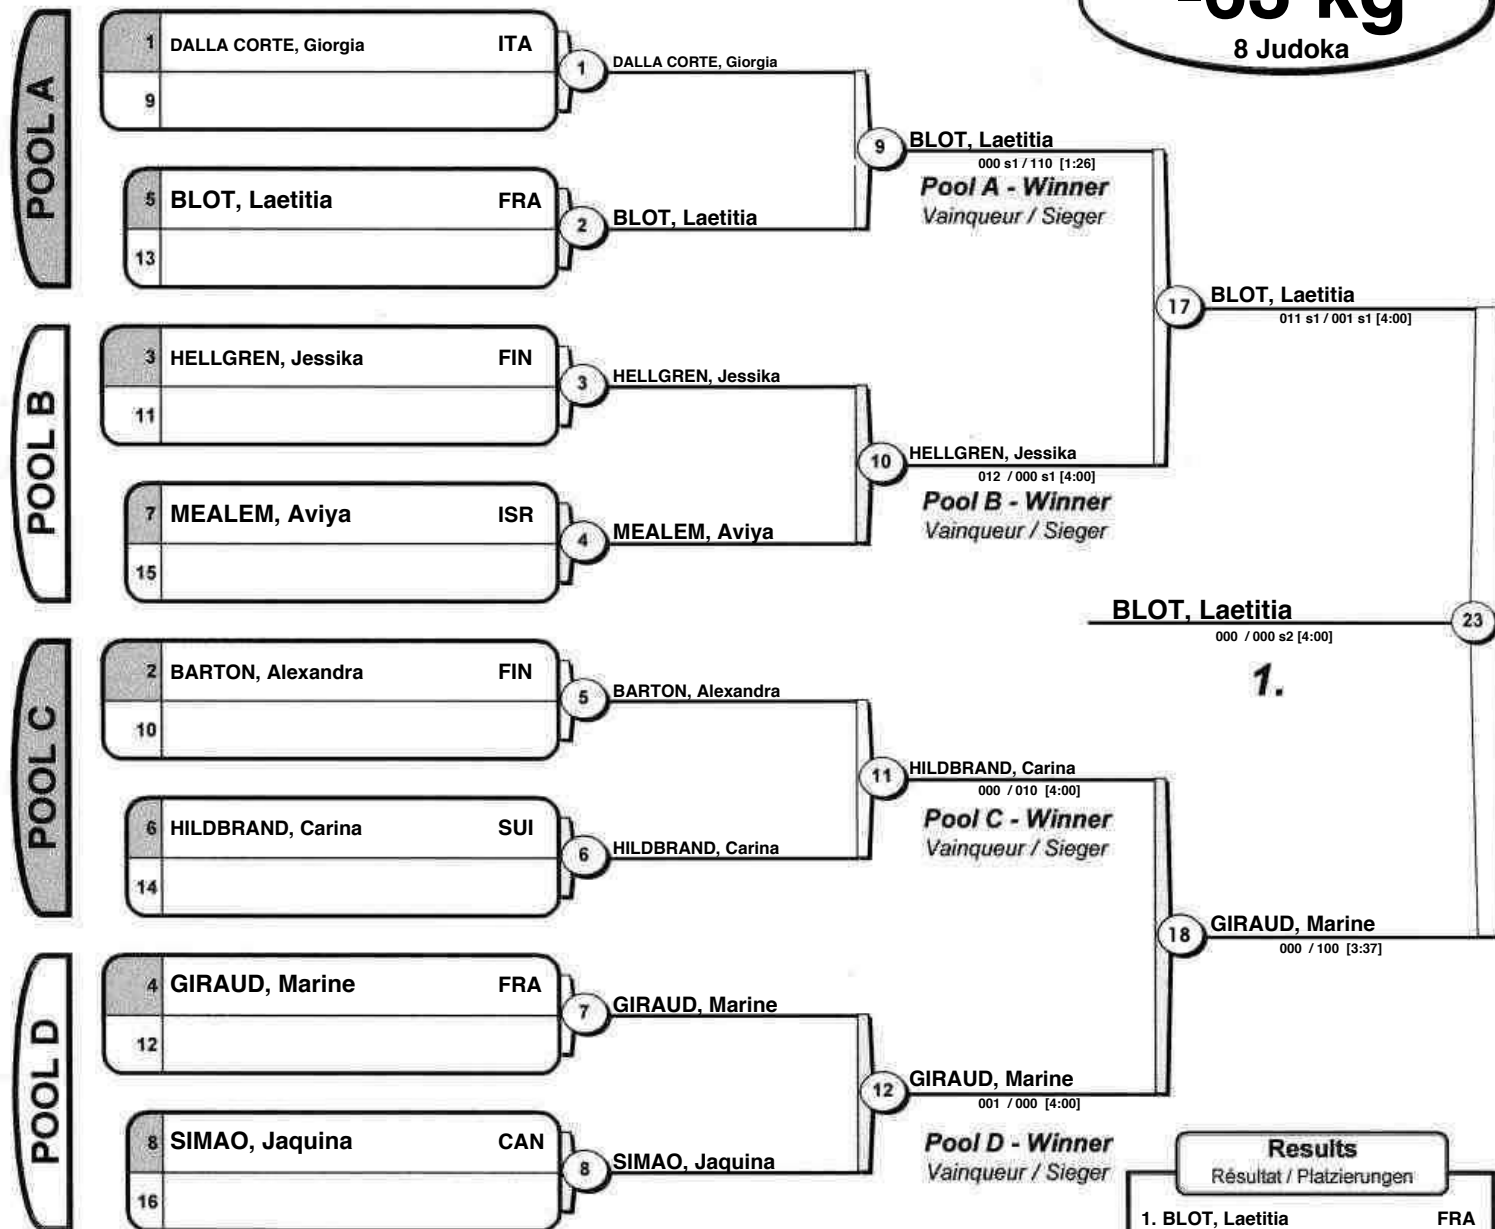 -63 kg
8 Judoka
POOL A
1 DALLA CORTE, Giorgia ITA
9
5 BLOT, Laetitia FRA
13
1 DALLA CORTE, Giorgia
2 BLOT, Laetitia
9 BLOT, Laetitia
000 s1 / 110 [1:26]
Pool A - Winner
Vainqueur / Sieger
POOL B
3 HELLGREN, Jessika FIN
11
7 MEALEM, Aviya ISR
15
3 HELLGREN, Jessika
4 MEALEM, Aviya
10 HELLGREN, Jessika
012 / 000 s1 [4:00]
Pool B - Winner
Vainqueur / Sieger
17 BLOT, Laetitia
011 s1 / 001 s1 [4:00]
BLOT, Laetitia 23
000 / 000 s2 [4:00]
1.
POOL C
2 BARTON, Alexandra FIN
10
6 HILDBRAND, Carina SUI
14
5 BARTON, Alexandra
6 HILDBRAND, Carina
11 HILDBRAND, Carina
000 / 010 [4:00]
Pool C - Winner
Vainqueur / Sieger
POOL D
4 GIRAUD, Marine FRA
12
8 SIMAO, Jaquina CAN
16
7 GIRAUD, Marine
8 SIMAO, Jaquina
12 GIRAUD, Marine
001 / 000 [4:00]
Pool D - Winner
Vainqueur / Sieger
18 GIRAUD, Marine
000 / 100 [3:37]
Results
Résultat / Platzierungen
1. BLOT, Laetitia FRA